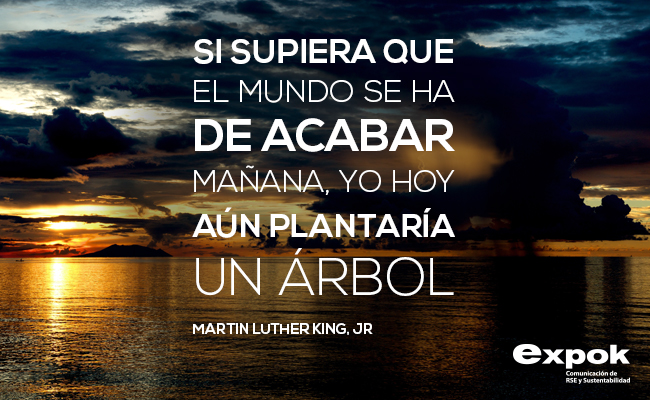 SI SUPIERA QUE
EL MUNDO SE HA
DE ACABAR
MAÑANA, YO HOY
AÚN PLANTARÍA
UN ÁRBOL
MARTIN LUTHER KING, JR
expok
Comunicación de
RSE y Sustentabilidad